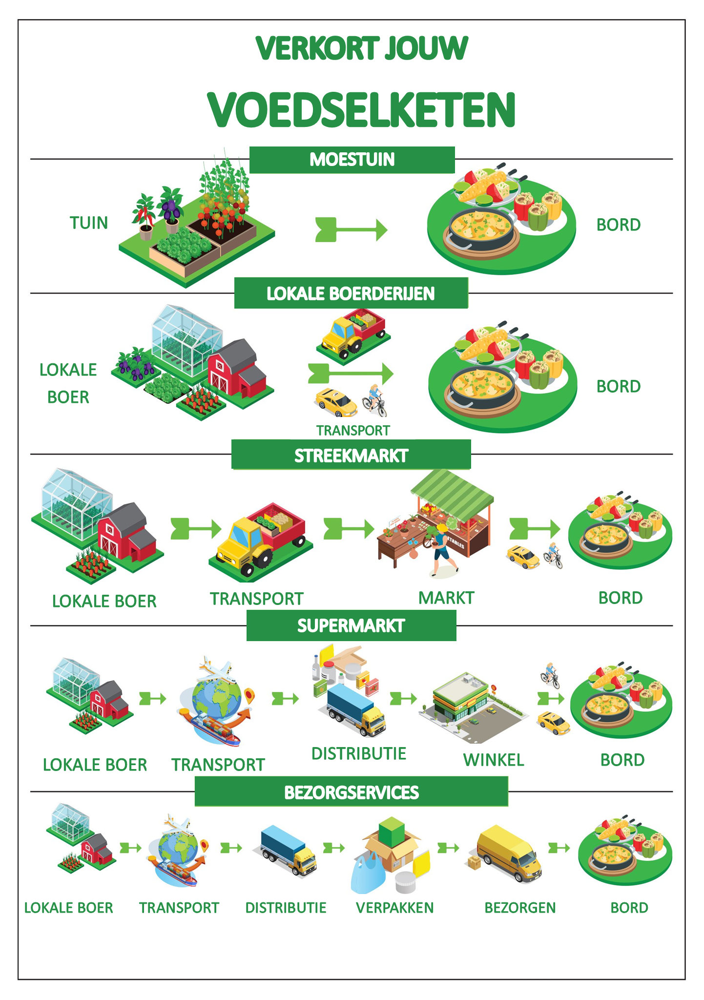 VERKORT JOUW
VOEDSELKETEN
MOESTUIN
TUIN
BORD
LOKALE BOERDERIJEN
LOKALE
BOER
TRANSPORT
BORD
STREEKMARKT
ETABLES
LOKALE BOER
TRANSPORT
MARKT
BORD
SUPERMARKT
LOKALE BOER
TRANSPORT
DISTRIBUTIE
WINKEL
BORD
BEZORGSERVICES
LOKALE BOER
TRANSPORT
DISTRIBUTIE
VERPAKKEN
BEZORGEN
BORD